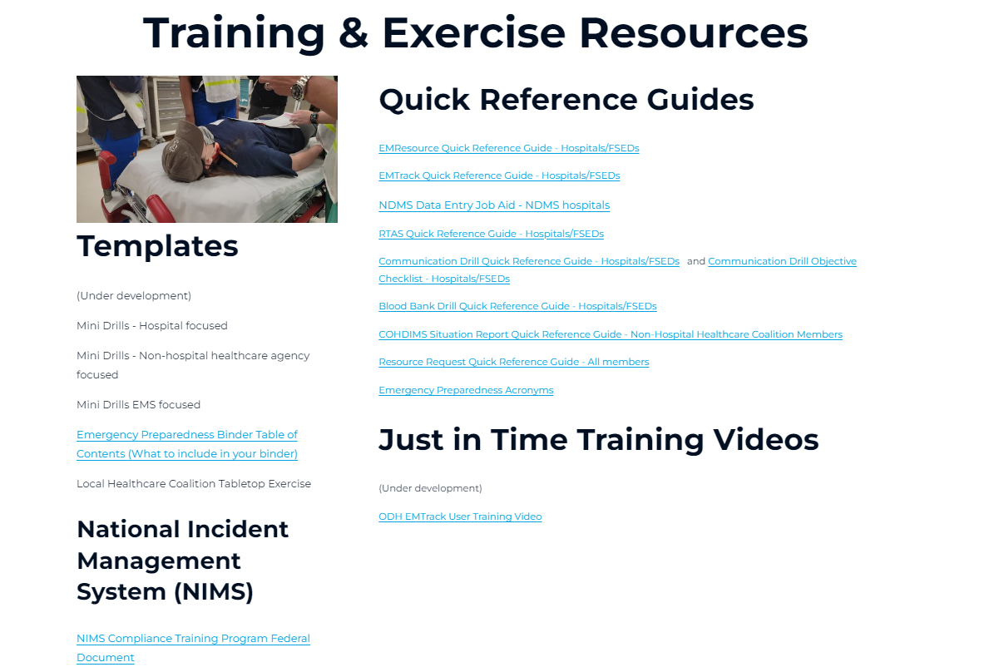 Training & Exercise Resources
Templates
(Under development)
Mini Drills - Hospital focused
Mini Drills - Non-hospital healthcare agency
focused
Mini Drills EMS focused
Emergency Preparedness Binder Table of
Contents (What to include in your binder)
Local Healthcare Coalition Tabletop Exercise
National Incident
Management
System (NIMS)
NIMS Compliance Training Program Federal
Document
Quick Reference Guides
EMResource Quick Reference Guide - Hospitals/FSEDs
EMTrack Quick Reference Guide - Hospitals/FSEDs
NDMS Data Entry Job Aid - NDMS hospitals
RTAS Quick Reference Guide - Hospitals/FSEDs
Communication Drill Quick Reference Guide - Hospitals/FSEDs and Communication Drill Objective
Checklist - Hospitals/FSEDs
Blood Bank Drill Quick Reference Guide - Hospitals/FSEDs
COHDIMS Situation Report Quick Reference Guide - Non-Hospital Healthcare Coalition Members
Resource Request Quick Reference Guide - All members
Emergency Preparedness Acronyms
Just in Time Training Videos
(Under development)
ODH EMTrack User Training Video